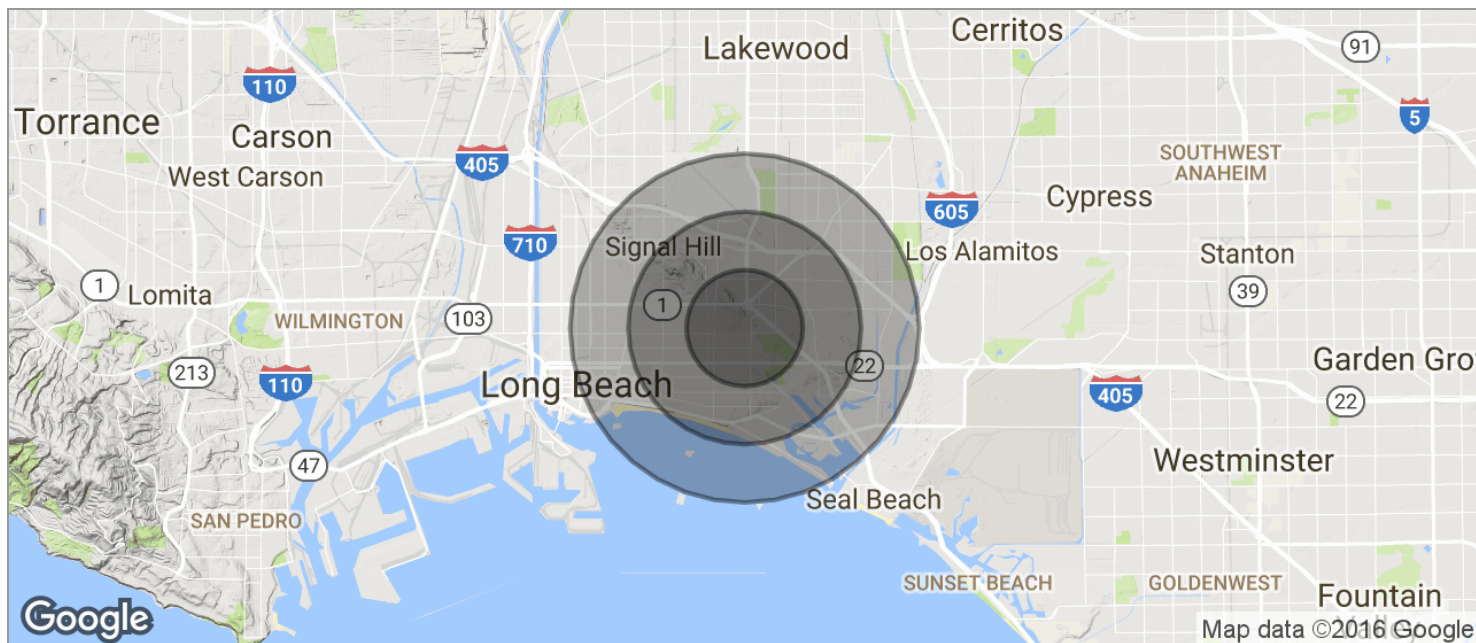 Cerritos
Lakewood
91
110
5
Torrance
Carson
405
SOUTHWEST
ANAHEIM
West Carson
Cypress
605
710
Signal Hill
Los Alamitos
Stanton
1
Lomita
1
39
WILMINGTON
103
213
22
Garden Gro
110
Long Beach
405
22
47
Westminster
Seal Beach
SAN PEDRO
SUNSET BEACH
GOLDENWEST
Fountain
Valley
Google
Map data ©2016 Google